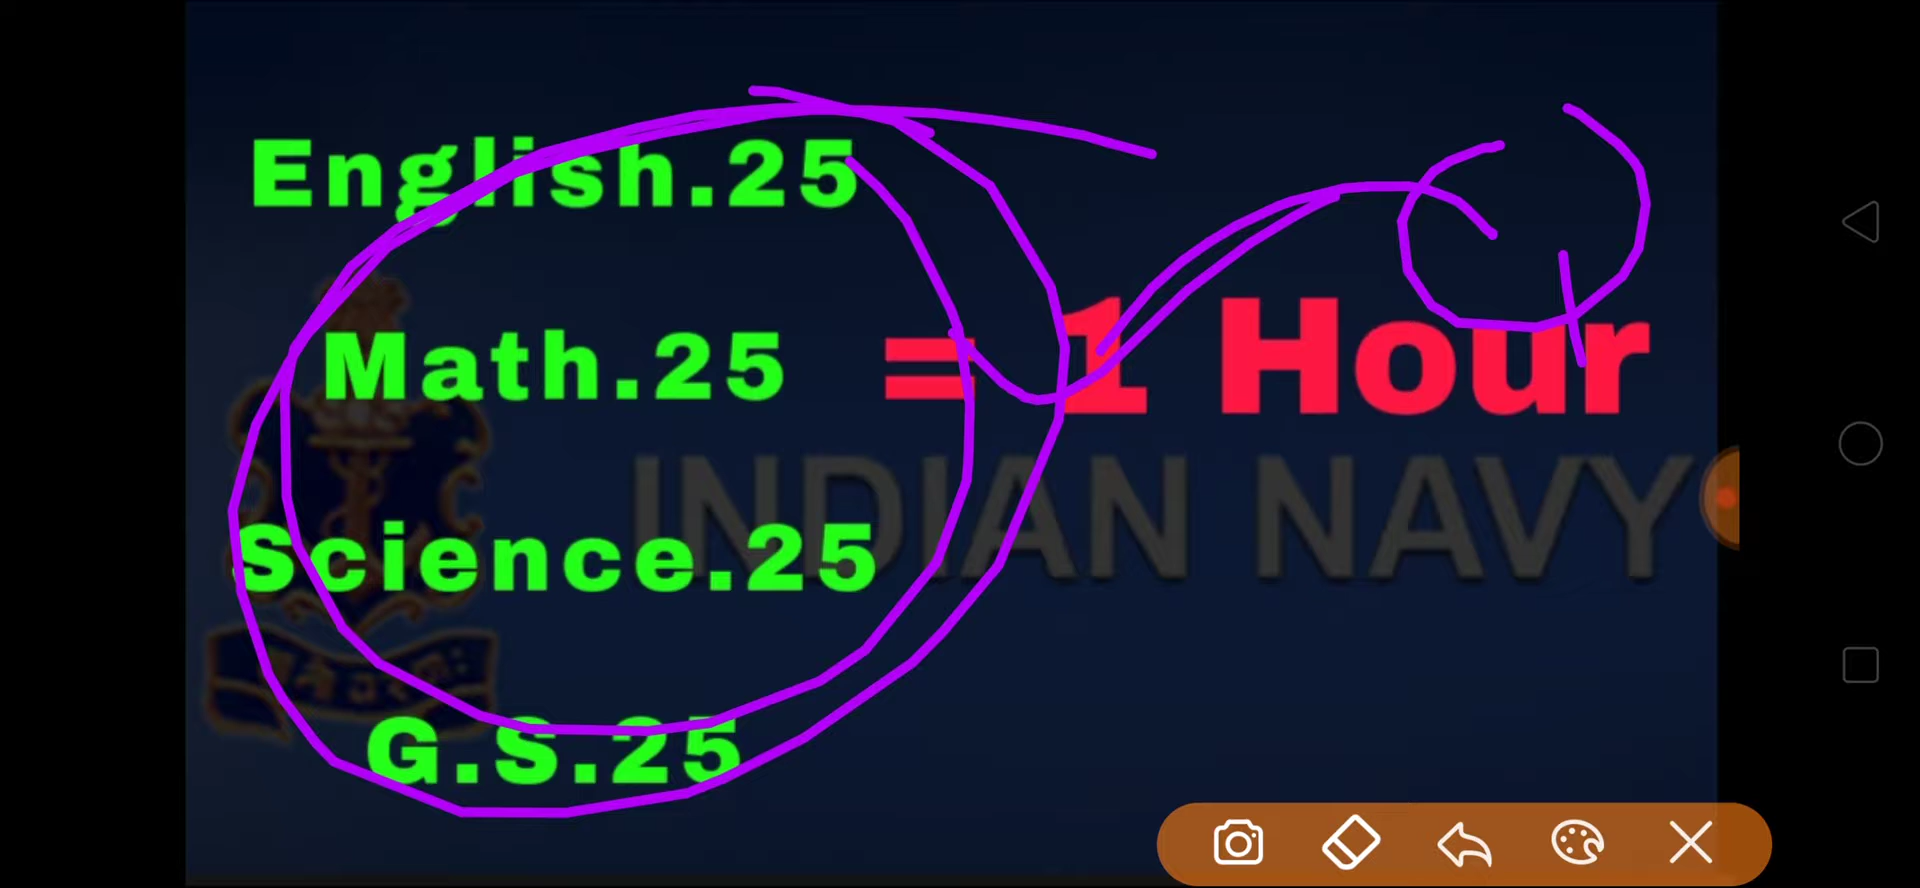 English.25
Math.25
= 1 Hour
INDIAN NAVY
Science.25
G.S.25